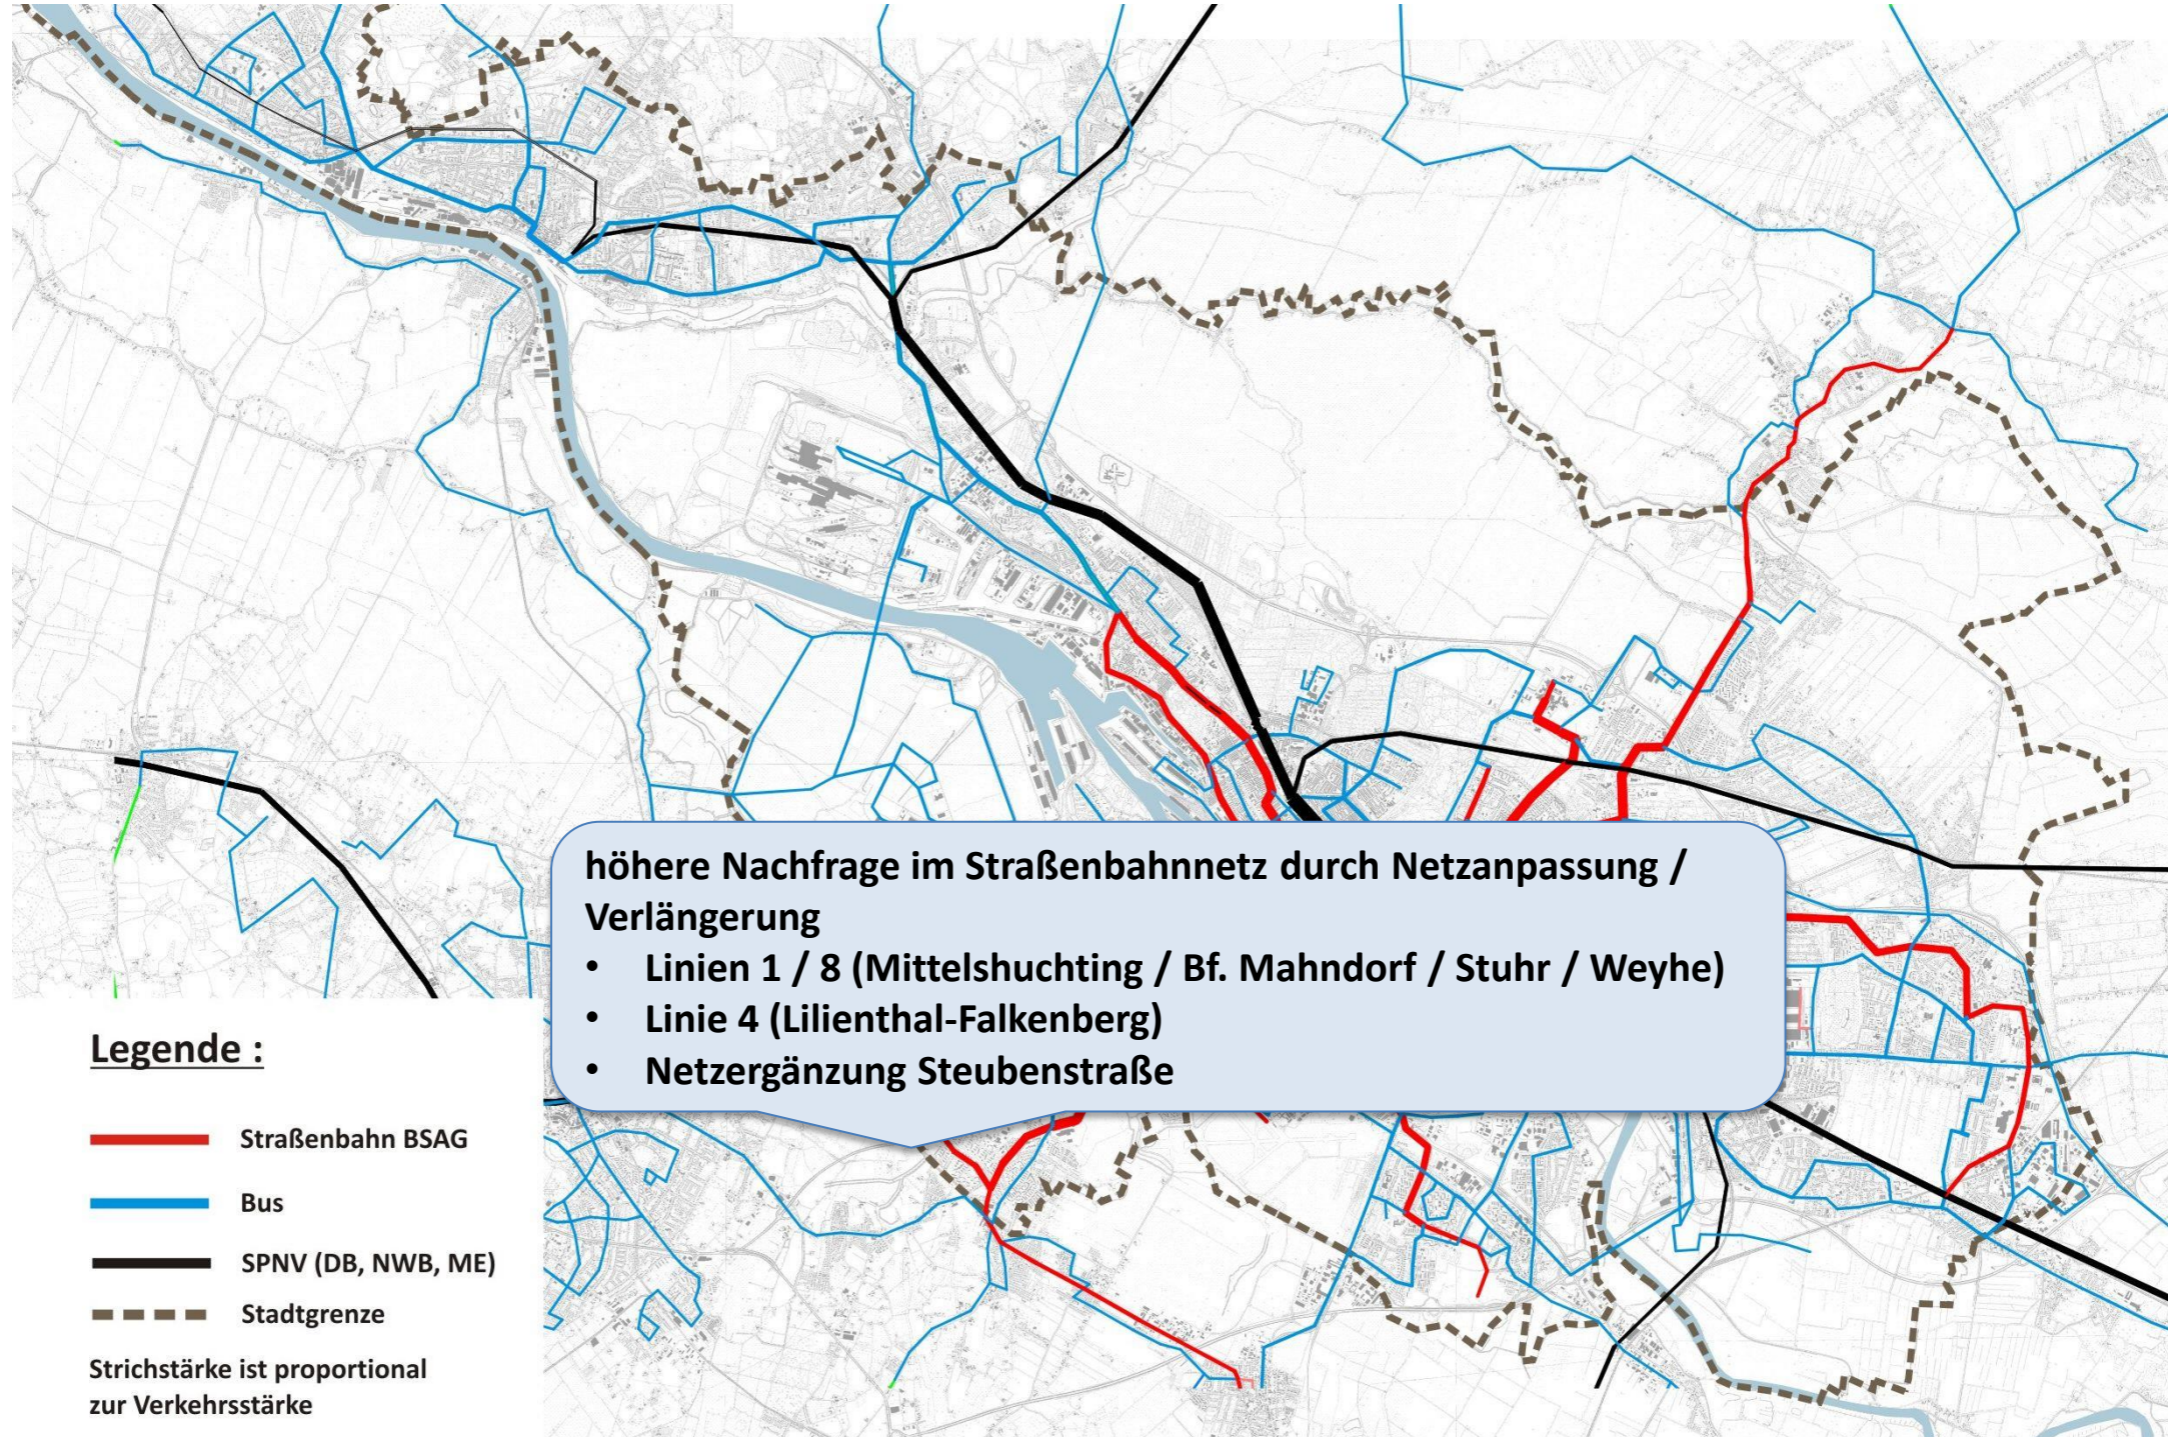 höhere Nachfrage im Straßenbahnnetz durch Netzanpassung /
Verlängerung
• Linien 1 / 8 (Mittelshuchting / Bf. Mahndorf / Stuhr / Weyhe)
• Linie 4 (Lilienthal-Falkenberg)
• Netzergänzung Steubenstraße
Legende :
Straßenbahn BSAG
Bus
SPNV (DB, NWB, ME)
Stadtgrenze
Strichstärke ist proportional
zur Verkehrsstärke